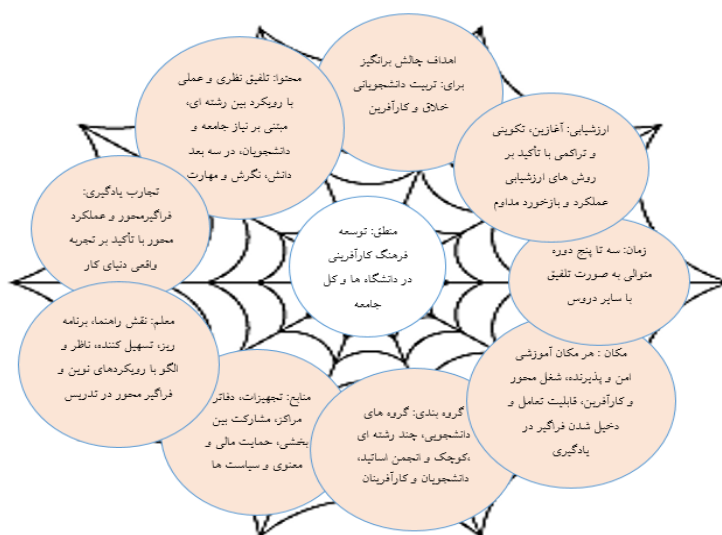 اهداف چالش برانگیز
برای: تربیت دانشجویانی
خلاق و کارآفرین
محتوا: تلفیق نظری و عملی
با رویکرد بین رشته ای،
مبتنی بر نیاز جامعه و
دانشجویان، در سه بعد
دانش، نگرش و مهارت
ارزشیابی: آغازین، تکوینی
و تراکمی با تأکید بر
روش های ارزشیابی
عملکرد و بازخورد مداوم
تجارب یادگیری:
فراگیرمحور و عملکرد
محور با تأکید بر تجربه
واقعی دنیای کار
منطق: توسعه
فرهنگ کارآفرینی
در دانشگاه ها و کل
جامعه
زمان: سه تا پنج دوره
متوالی به صورت تلفیق
با سایر دروس
معلم: نقش راهنما، برنامه
ریز، تسهیل کننده، ناظر و
الگو با رویکردهای نوین و
فراگیر محور در تدریس
مکان : هر مکان آموزشی
امن و پذیرنده، شغل محور
و کارآفرین، قابلیت تعامل و
دخیل شدن فراگیر در
یادگیری
منابع: تجهیزات، دفاتر
مراکز، مشارکت بین
بخشی، حمایت مالی و
معنوی و سیاست ها
گروه بندی: گروه های
دانشجویی، چند رشته ای
،کوچک و انجمن اساتید،
دانشجویان و کارآفرینان